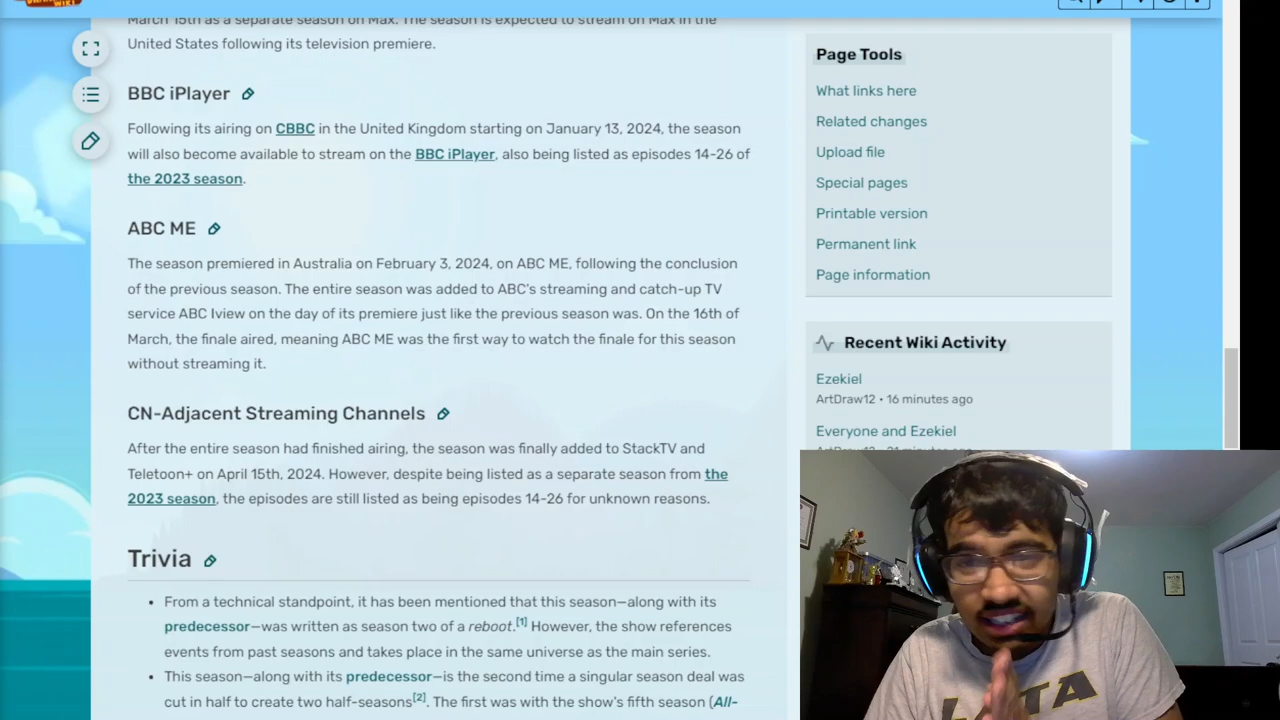 March 15th as a separate season on Max. The season is expected to stream on Max in the
United States following its television premiere.
BBC iPlayer
Following its airing on CBBC in the United Kingdom starting on January 13, 2024, the season
will also become available to stream on the BBC iPlayer, also being listed as episodes 14-26 of
the 2023 season.
ABC ME
The season premiered in Australia on February 3, 2024, on ABC ME, following the conclusion
of the previous season. The entire season was added to ABC's streaming and catch-up TV
service ABC Iview on the day of its premiere just like the previous season was. On the 16th of
March, the finale aired, meaning ABC ME was the first way to watch the finale for this season
without streaming it.
CN-Adjacent Streaming Channels
After the entire season had finished airing, the season was finally added to StackTV and
Teletoon+ on April 15th, 2024. However, despite being listed as a separate season from the
2023 season, the episodes are still listed as being episodes 14-26 for unknown reasons.
Trivia
• From a technical standpoint, it has been mentioned that this season—along with its
predecessor—was written as season two of a reboot.[1] However, the show references
events from past seasons and takes place in the same universe as the main series.
• This season—along with its predecessor—is the second time a singular season deal was
cut in half to create two half-seasons[2]. The first was with the show's fifth season (All-
Page Tools
What links here
Related changes
Upload file
Special pages
Printable version
Permanent link
Page information
Recent Wiki Activity
Ezekiel
ArtDraw12 • 16 minutes ago
Everyone and Ezekiel
WIKI